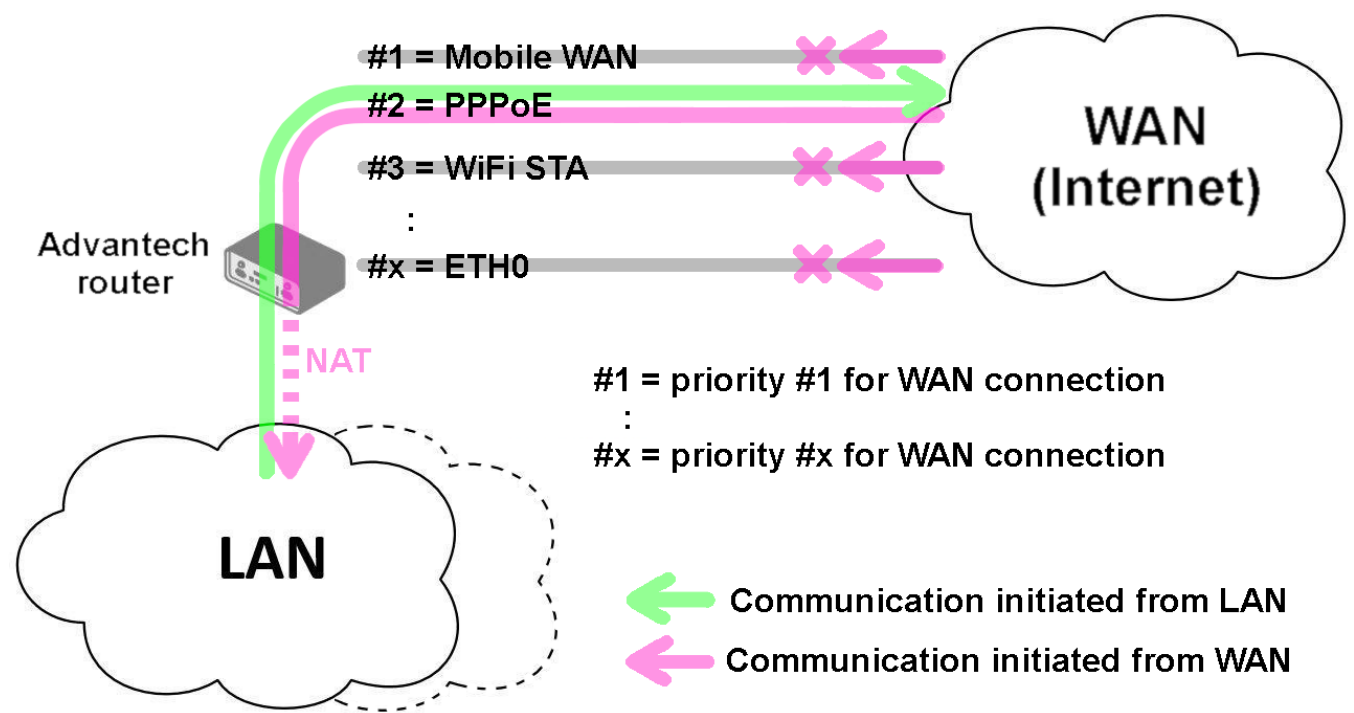 #1 = Mobile WAN
#2 = PPPoE
#3 = WiFi STA
:
#x = ETH0
WAN
(Internet)
Advantech
router
NAT
#1 = priority #1 for WAN connection
:
#x = priority #x for WAN connection
LAN
Communication initiated from LAN
Communication initiated from WAN